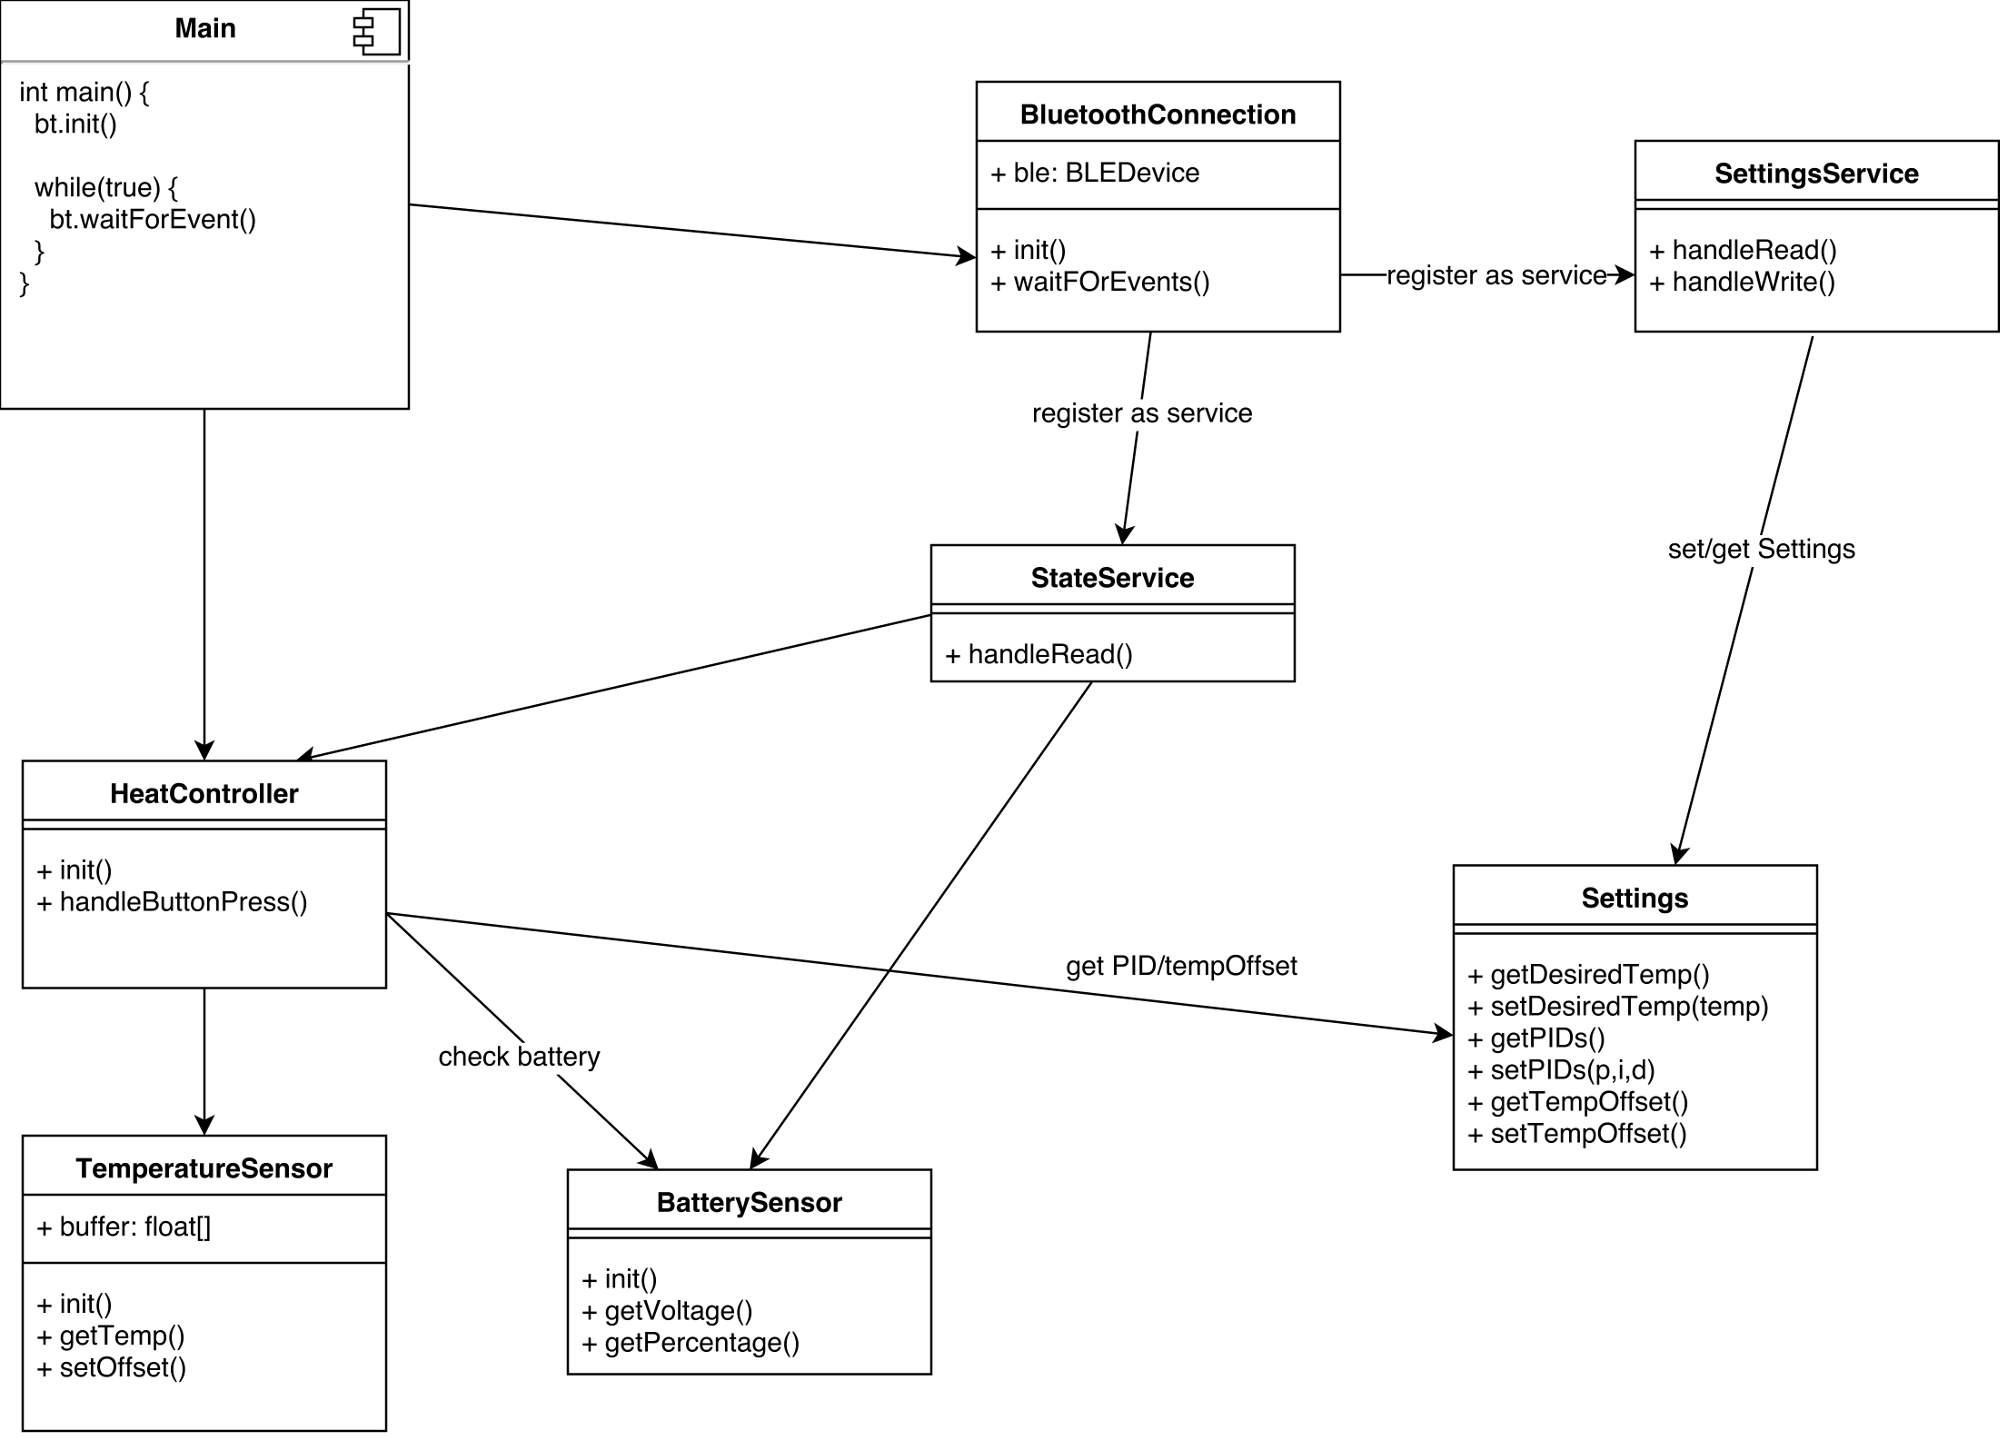 Main
int main() {
bt.init()
while(true) {
bt.waitForEvent()
}
}
BluetoothConnection
+ ble: BLEDevice
+ init()
+ waitFOrEvents()
register as service
SettingsService
+ handleRead()
+ handleWrite()
register as service
set/get Settings
StateService
+ handleRead()
HeatController
+ init()
+ handleButtonPress()
get PID/tempOffset
check battery
Settings
+ getDesiredTemp()
+ setDesiredTemp(temp)
+ getPIDs()
+ setPIDs(p,i,d)
+ getTempOffset()
+ setTempOffset()
TemperatureSensor
+ buffer: float[]
+ init()
+ getTemp()
+ setOffset()
BatterySensor
+ init()
+ getVoltage()
+ getPercentage()